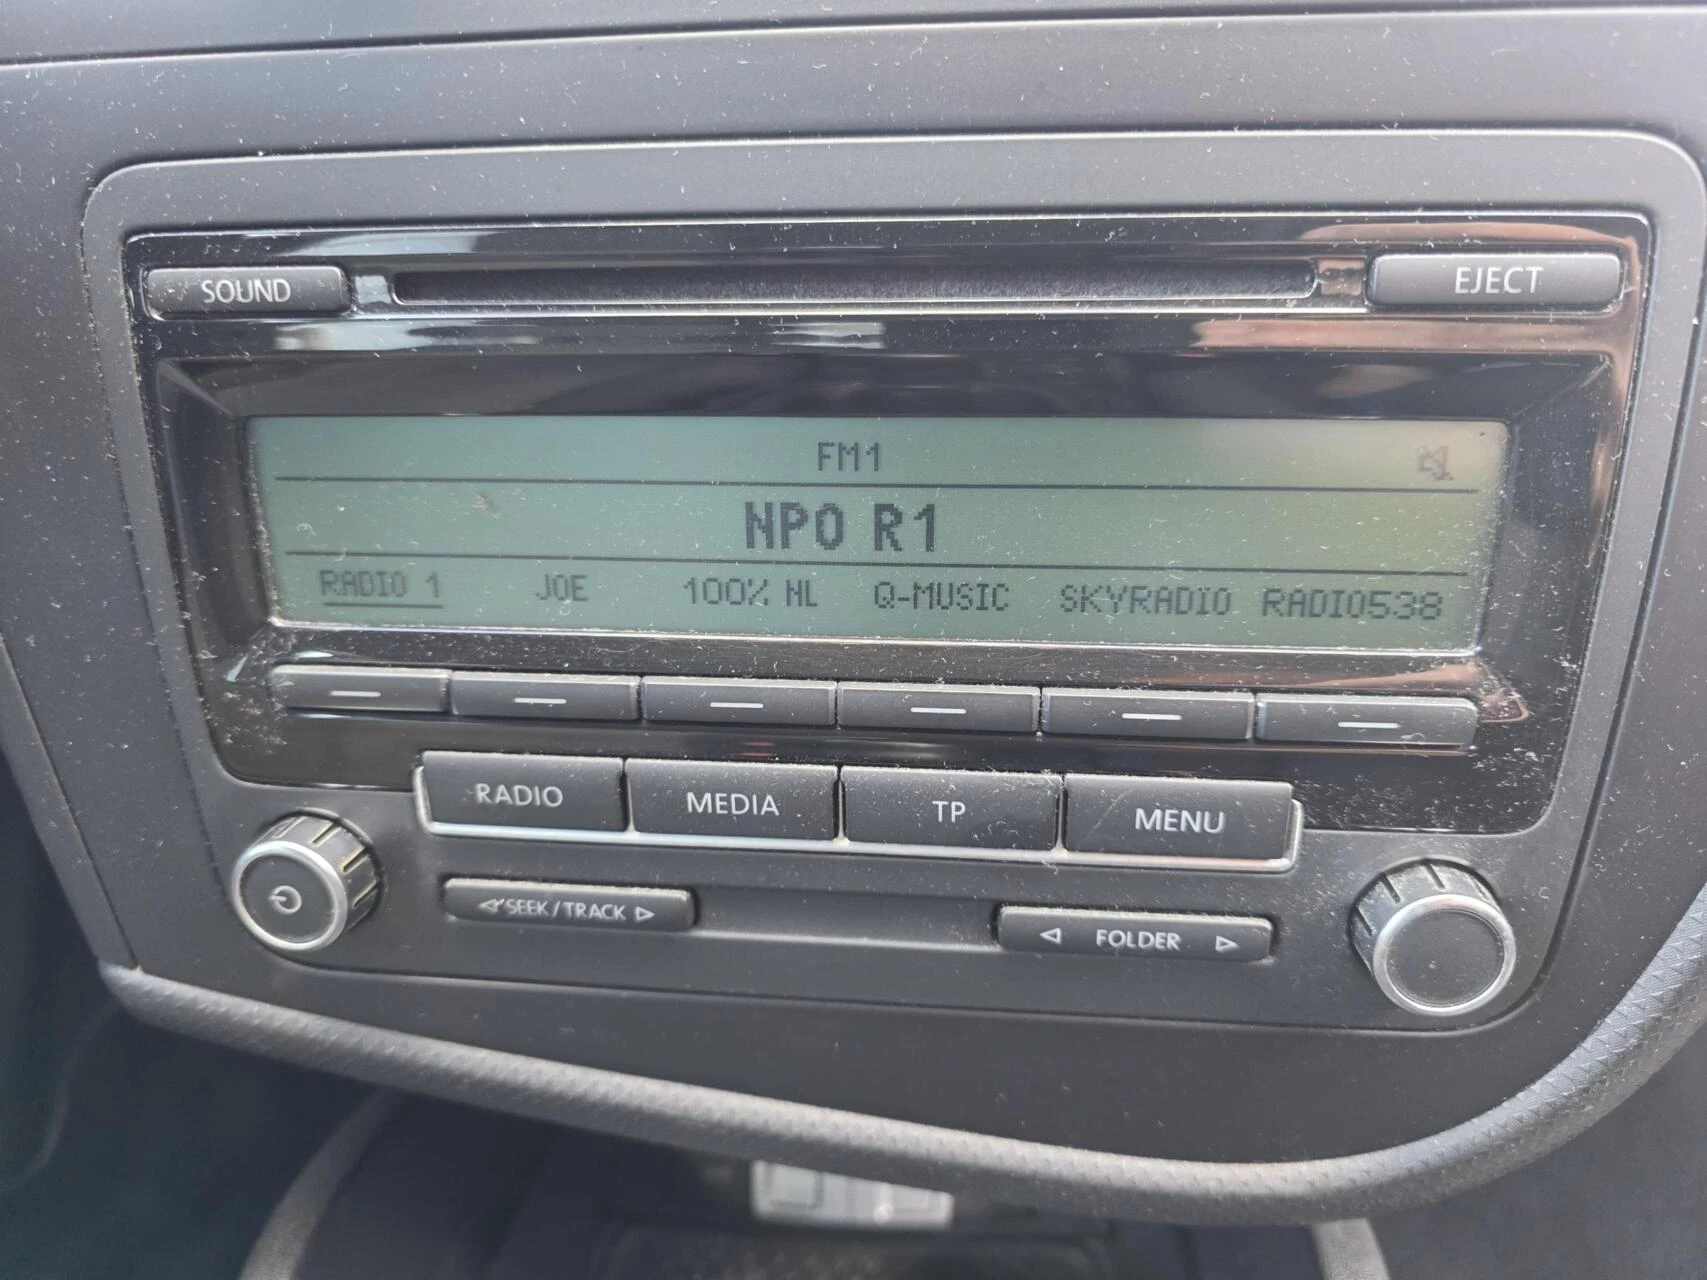 SOUND EJECT
FM1
NPO R1
RADIO 1 JOE 100% NL Q-MUSIC SKYRADIO RADIO538
RADIO MEDIA TP MENU
SEEK/TRACK FOLDER